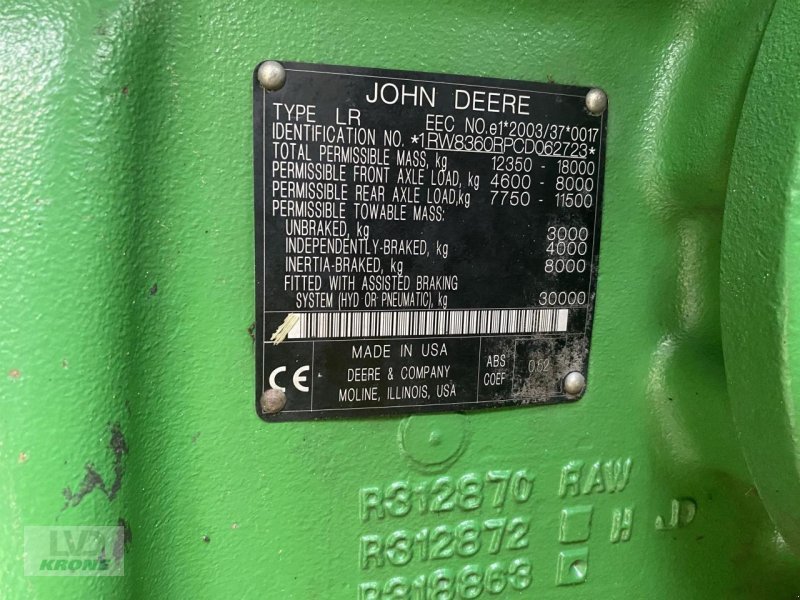 JOHN DEERE
TYPE LR EEC NO.e1*2003/37*0017
IDENTIFICATION NO. *1RW8360RPCD062723*
TOTAL PERMISSIBLE MASS, kg 12350 - 18000
PERMISSIBLE FRONT AXLE LOAD, kg 4600 - 8000
PERMISSIBLE REAR AXLE LOAD,kg 7750 - 11500
PERMISSIBLE TOWABLE MASS:
UNBRAKED, kg 3000
INDEPENDENTLY-BRAKED, kg 4000
INERTIA-BRAKED, kg 8000
FITTED WITH ASSISTED BRAKING
SYSTEM (HYD OR PNEUMATIC), kg 30000
CE
MADE IN USA
DEERE & COMPANY
MOLINE, ILLINOIS, USA
ABS
COEF
R312870 RAW
R312872 H JD
R318863
LVD
KRONE